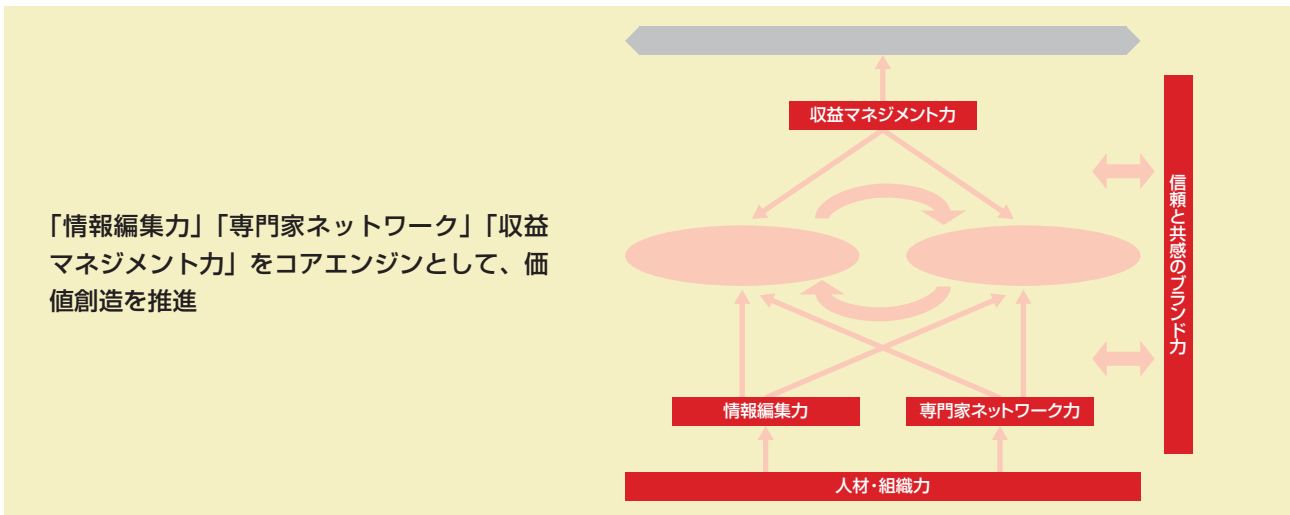 「情報編集力」「専門家ネットワーク」「収益
マネジメント力」をコアエンジンとして、価
値創造を推進
収益マネジメント力
信頼と共感のブランド力
情報編集力
専門家ネットワーク力
人材・組織力